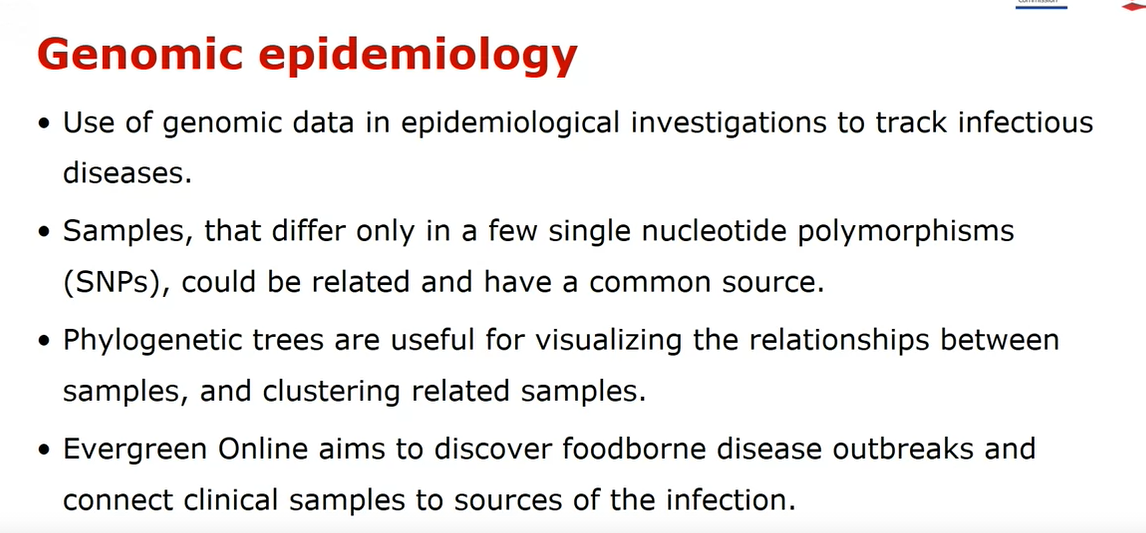 Genomic epidemiology
• Use of genomic data in epidemiological investigations to track infectious
diseases.
• Samples, that differ only in a few single nucleotide polymorphisms
(SNPs), could be related and have a common source.
• Phylogenetic trees are useful for visualizing the relationships between
samples, and clustering related samples.
• Evergreen Online aims to discover foodborne disease outbreaks and
connect clinical samples to sources of the infection.